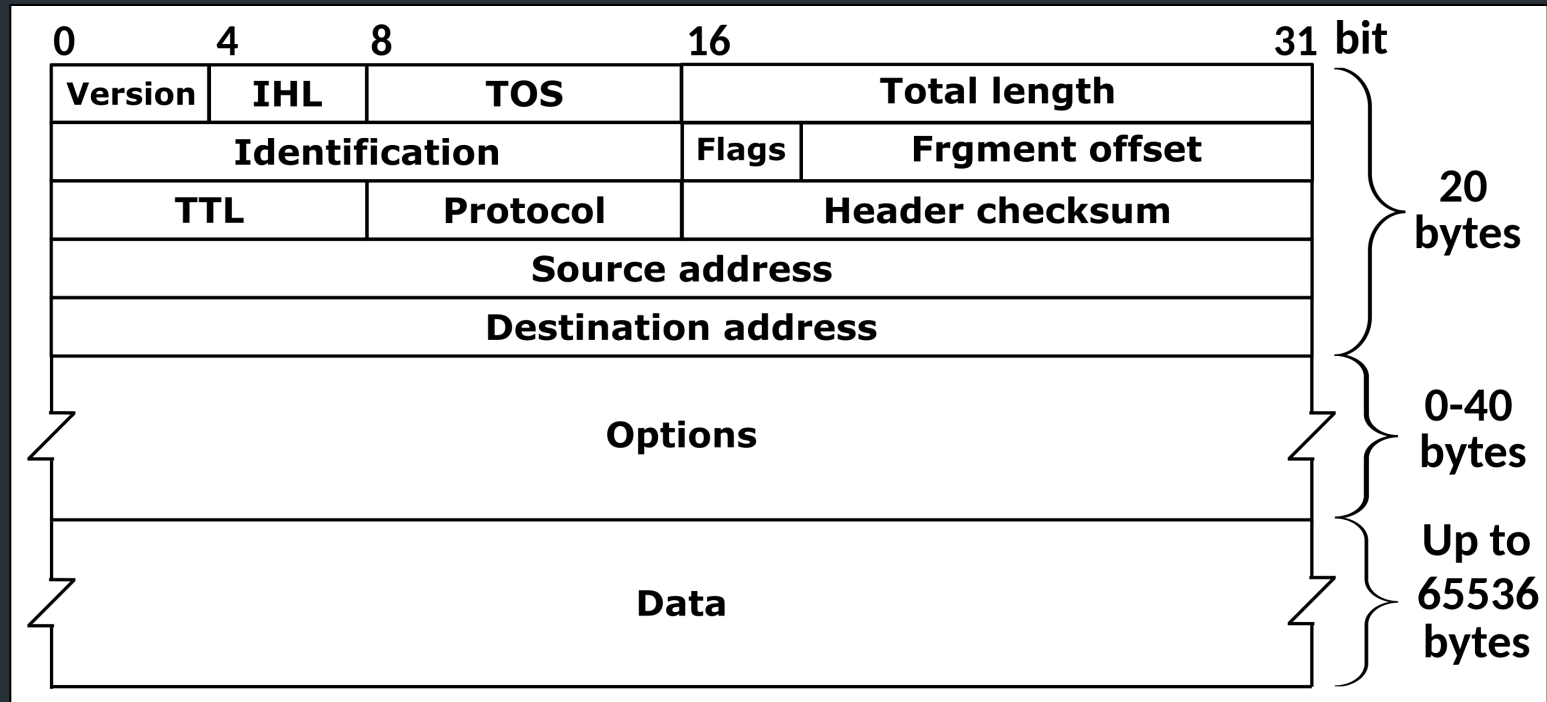 0 4 8 16 31 bit
Version IHL TOS Total length
Identification Flags Frgment offset
TTL Protocol Header checksum
Source address
Destination address
20
bytes
Options
0-40
bytes
Data
Up to
65536
bytes